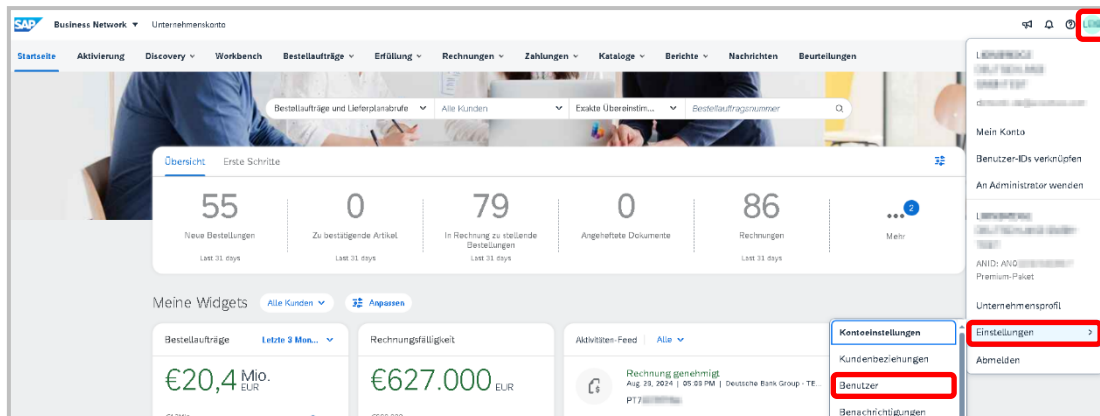 SAP Business Network Unternehmenskonto
Startseite Aktivierung Discovery Workbench Bestellaufträge Erfüllung Rechnungen Zahlungen Kataloge Berichte Nachrichten Beurteilungen
Bestellaufträge und Lieferplanabrufe Alle Kunden Exakte Übereinstim... Bestellauftragsnummer
Mein Konto
Benutzer-IDs verknüpfen
An Administrator wenden
ANID: AN0
Premium-Paket
Unternehmensprofil
Einstellungen
Abmelden
Übersicht Erste Schritte
55 0 79 0 86 ... 2
Neue Bestellungen Zu bestätigende Artikel In Rechnung zu stellende Angeheftete Dokumente Rechnungen Mehr
Bestellungen
Last 31 days Last 31 days Last 31 days Last 31 days
Meine Widgets Alle Kunden Anpassen
Bestellaufträge Letzte 3 Mon... Rechnungsfälligkeit Aktivitäten-Feed Alle
€20,4 Mio. EUR
€627.000 EUR
Rechnung genehmigt
Aug. 29, 2024 | 05:09 PM | Deutsche Bank Group - TE...
PT7
Kontoeinstellungen
Kundenbeziehungen
Benutzer
Benachrichtigungen